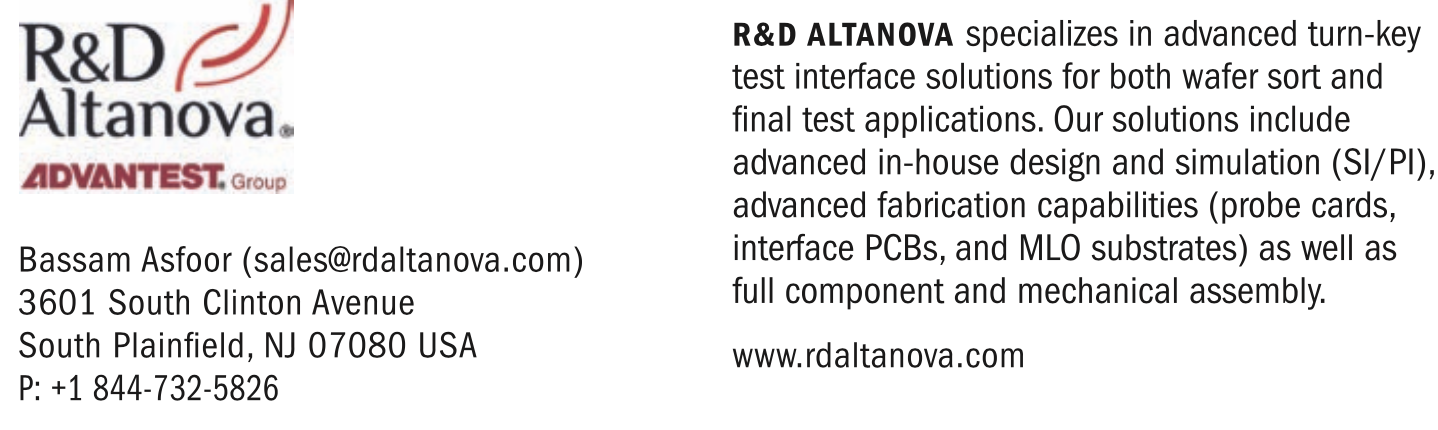 R&D
Altanova®
ADVANTEST® Group
Bassam Asfoor (sales@rdaltanova.com)
3601 South Clinton Avenue
South Plainfield, NJ 07080 USA
P: +1 844-732-5826
R&D ALTANOVA specializes in advanced turn-key
test interface solutions for both wafer sort and
final test applications. Our solutions include
advanced in-house design and simulation (SI/PI),
advanced fabrication capabilities (probe cards,
interface PCBs, and MLO substrates) as well as
full component and mechanical assembly.
www.rdaltanova.com